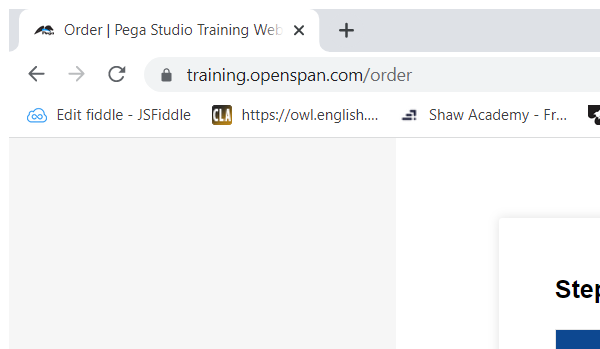 Order | Pega Studio Training Web
training.openspan.com/order
Edit fiddle - JSFiddle CLA https://owl.english.... Shaw Academy - Fr...
Step